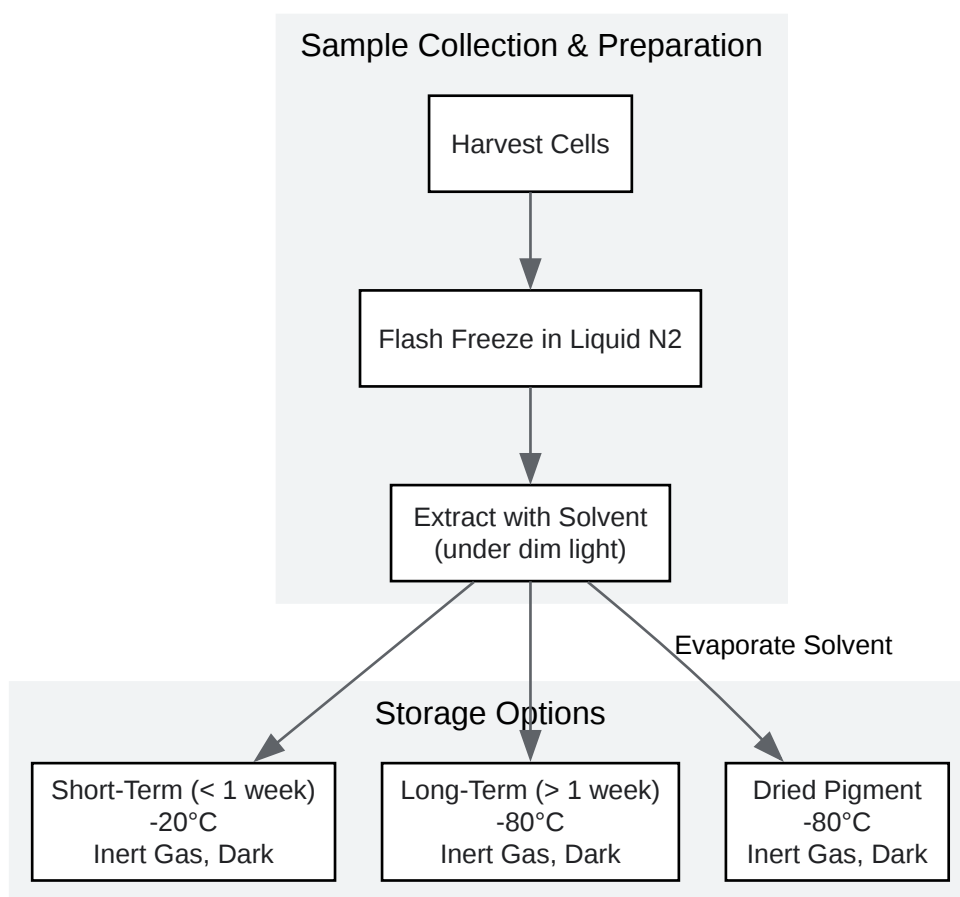 Sample Collection & Preparation
Harvest Cells
Flash Freeze in Liquid N2
Extract with Solvent
(under dim light)
Evaporate Solvent
Storage Options
Short-Term (< 1 week)
-20°C
Inert Gas, Dark
Long-Term (> 1 week)
-80°C
Inert Gas, Dark
Dried Pigment
-80°C
Inert Gas, Dark